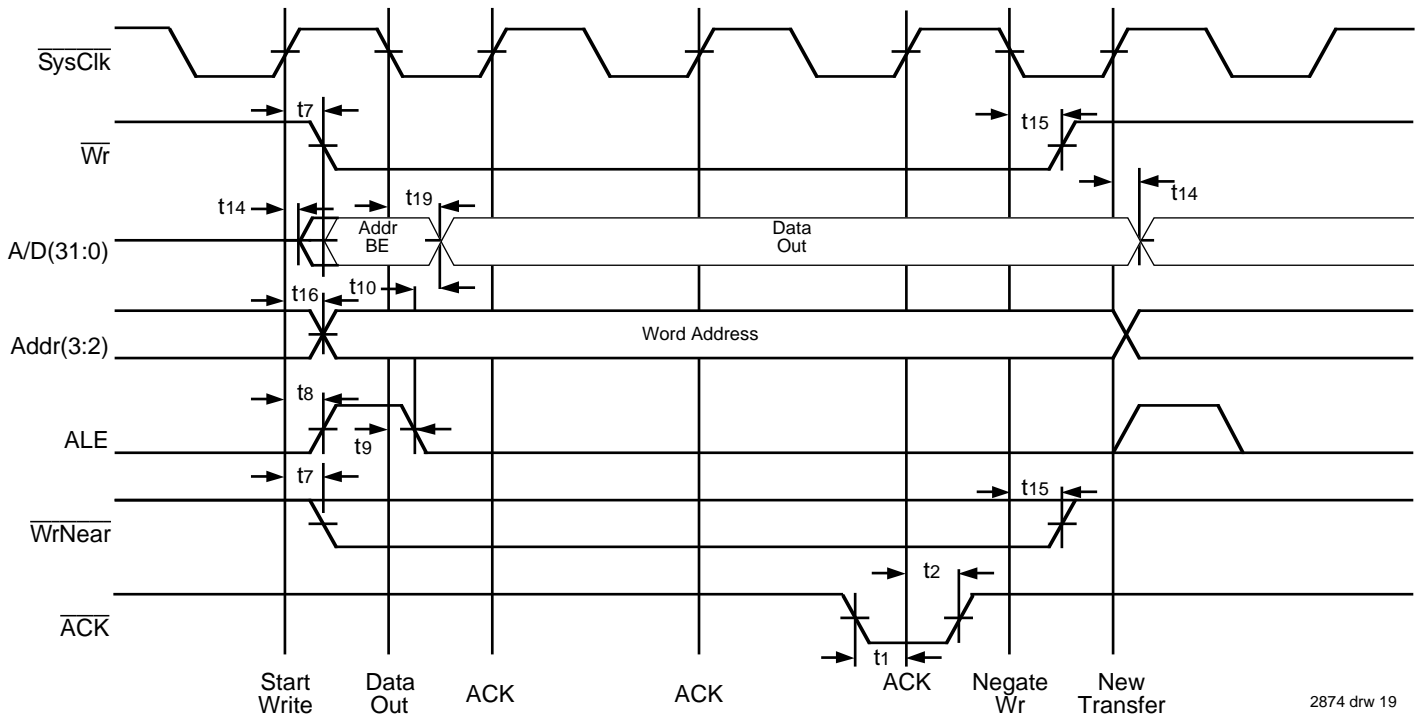 SysClk
t7
t15
Wr
t14
t19
t14
Addr
BE
Data
Out
A/D(31:0)
t16
t10
Word Address
Addr(3:2)
t8
ALE
t9
t7
t15
WrNear
t2
ACK
t1
Start
Write
Data
Out
ACK
ACK
ACK
Negate
Wr
New
Transfer
2874 drw 19